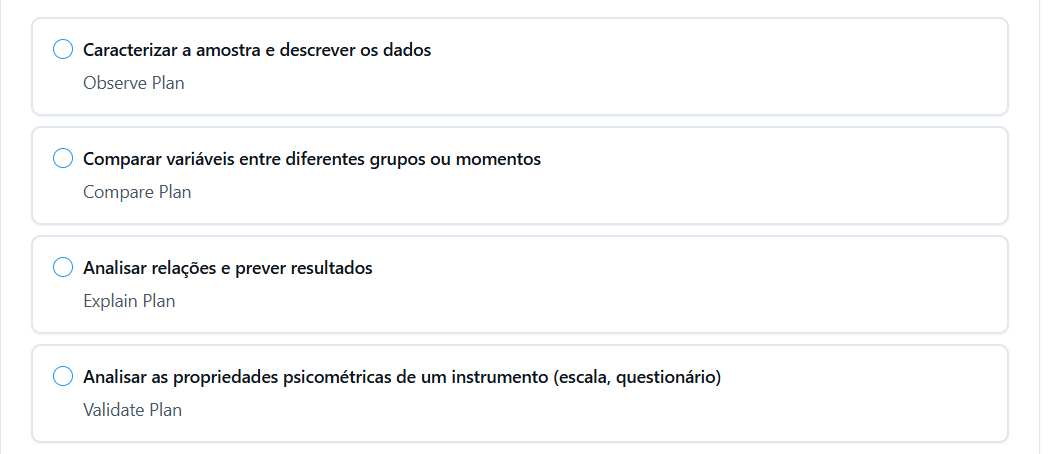 Caracterizar a amostra e descrever os dados
Observe Plan
Comparar variáveis entre diferentes grupos ou momentos
Compare Plan
Analisar relações e prever resultados
Explain Plan
Analisar as propriedades psicométricas de um instrumento (escala, questionário)
Validate Plan